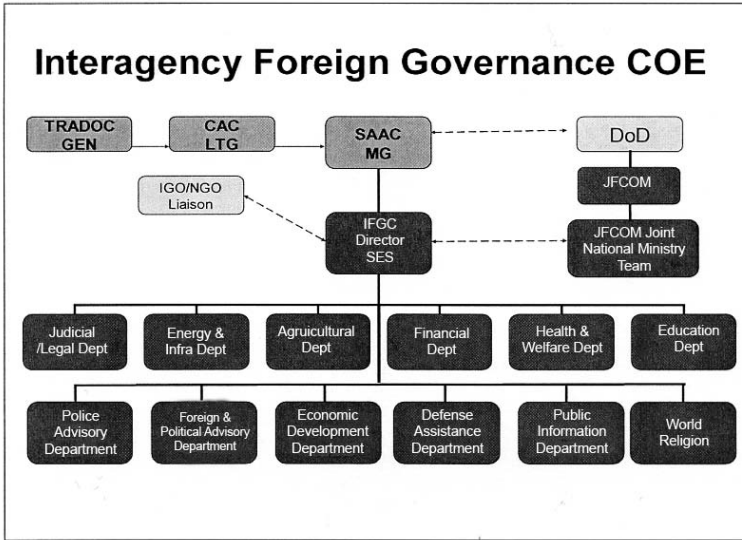 Interagency Foreign Governance COE
TRADOC
GEN
CAC
LTG
SAAC
MG
DoD
IGO/NGO
Liaison
JFCOM
IFGC
Director
SES
JFCOM Joint
National Ministry
Team
Judicial
/Legal Dept
Energy &
Infra Dept
Agruicultural
Dept
Financial
Dept
Health &
Welfare Dept
Education
Dept
Police
Advisory
Department
Foreign &
Political Advisory
Department
Economic
Development
Department
Defense
Assistance
Department
Public
Information
Department
World
Religion